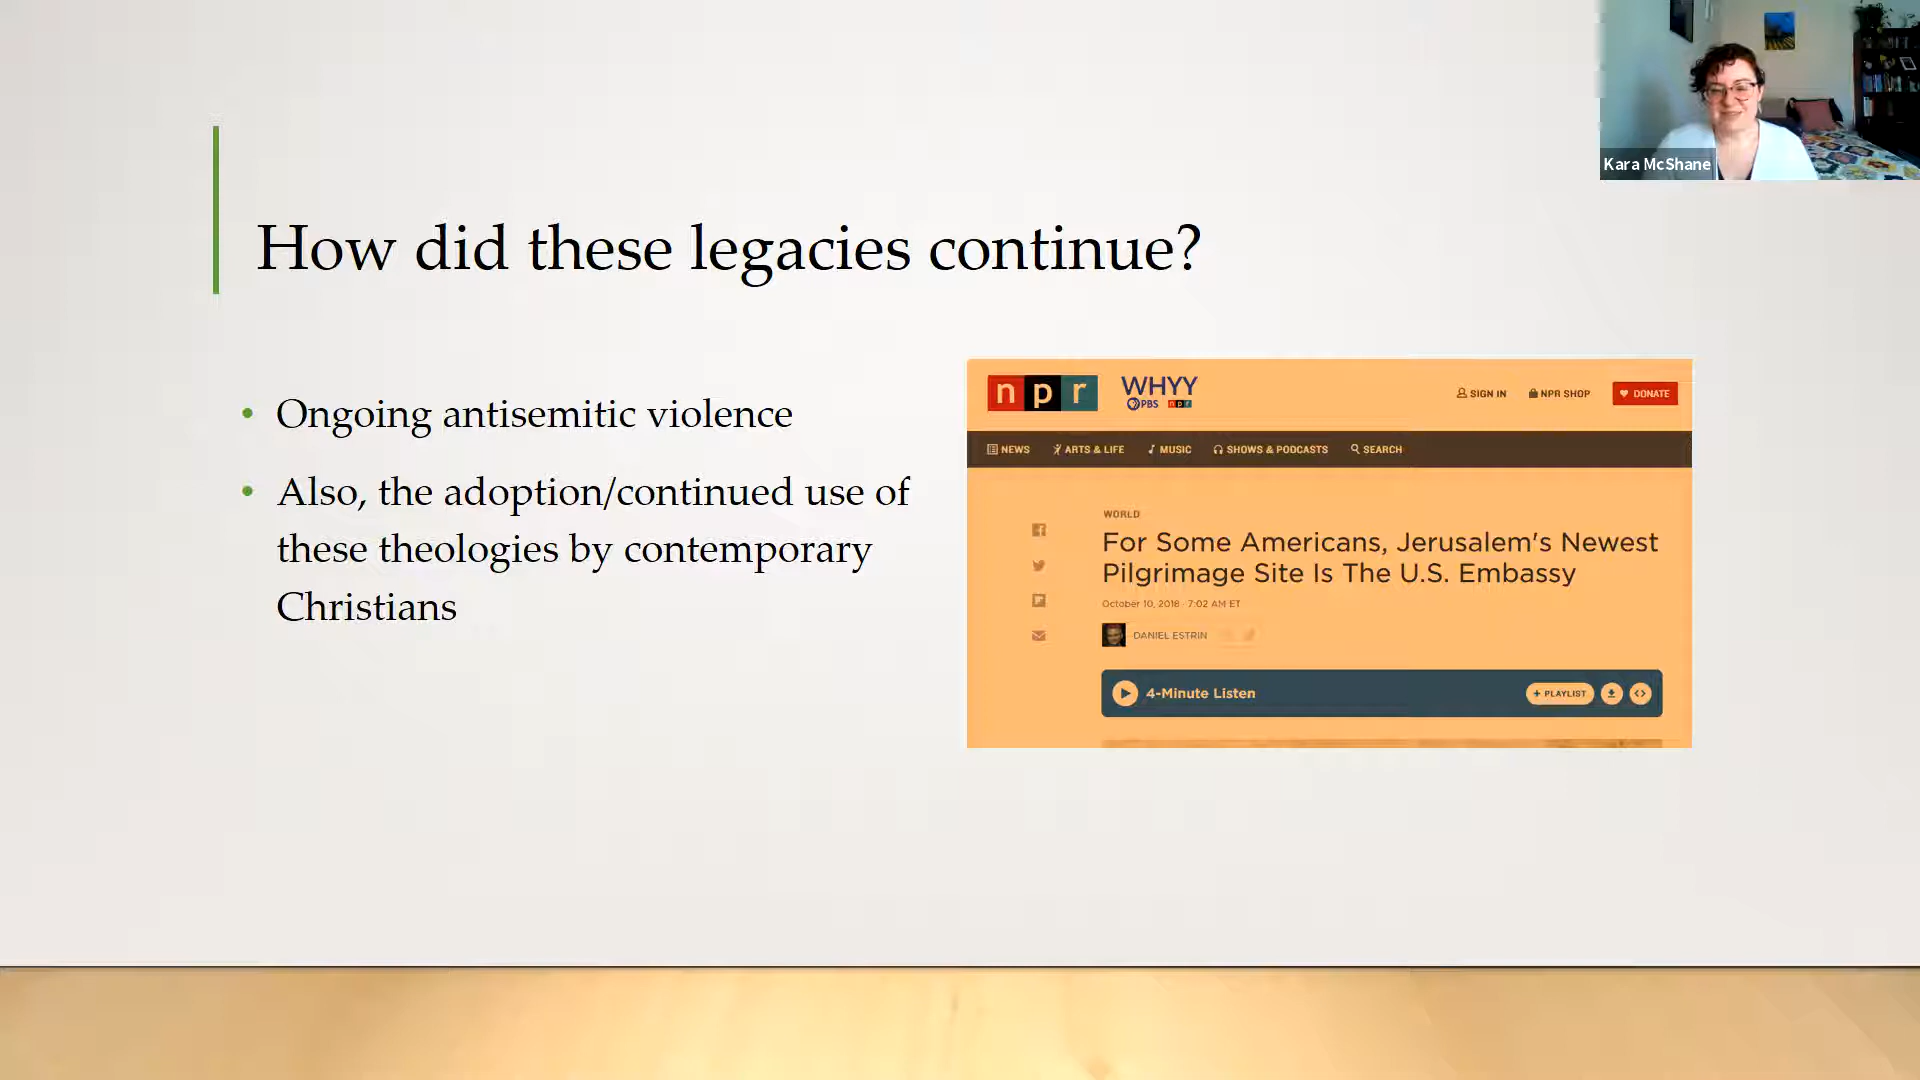 Kara McShane
How did these legacies continue?
• Ongoing antisemitic violence
• Also, the adoption/continued use of
these theologies by contemporary
Christians
npr
WHYY
PBS npr
SIGN IN
NPR SHOP
DONATE
NEWS
ARTS & LIFE
MUSIC
SHOWS & PODCASTS
SEARCH
WORLD
For Some Americans, Jerusalem's Newest
Pilgrimage Site Is The U.S. Embassy
October 10, 2018 · 7:02 AM ET
DANIEL ESTRIN
4-Minute Listen
+ PLAYLIST